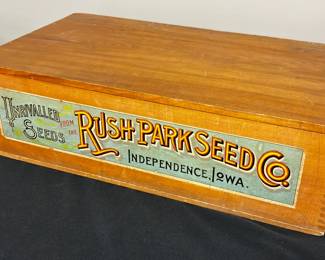 UNRIVALLED
SEEDS
FROM
THE
RUSH PARK SEED CO.
INDEPENDENCE, IOWA.